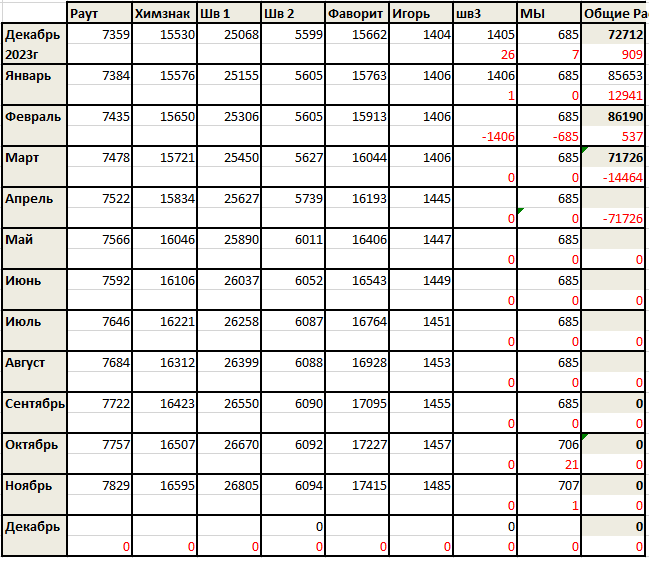 Раут Химзнак Шв 1 Шв 2 Фаворит Игорь шв3 МЫ Общие Рас
Декабрь 7359 15530 25068 5599 15662 1404 1405 685 72712
2023г 26 7 909
Январь 7384 15576 25155 5605 15763 1406 1406 685 85653
1 0 12941
Февраль 7435 15650 25306 5605 15913 1406 86190
-1406 -685 537
Март 7478 15721 25450 5627 16044 1406 685 71726
0 0 -14464
Апрель 7522 15834 25627 5739 16193 1445 685
0 0 -71726
Май 7566 16046 25890 6011 16406 1447 685
0 0 0
Июнь 7592 16106 26037 6052 16543 1449 685
0 0 0
Июль 7646 16221 26258 6087 16764 1451 685
0 0 0
Август 7684 16312 26399 6088 16928 1453 685
0 0 0
Сентябрь 7722 16423 26550 6090 17095 1455 685 0
0 0 0
Октябрь 7757 16507 26670 6092 17227 1457 706 0
0 21 0
Ноябрь 7829 16595 26805 6094 17415 1485 707 0
0 1 0
Декабрь 0 0 0
0 0 0 0 0 0 0 0 0